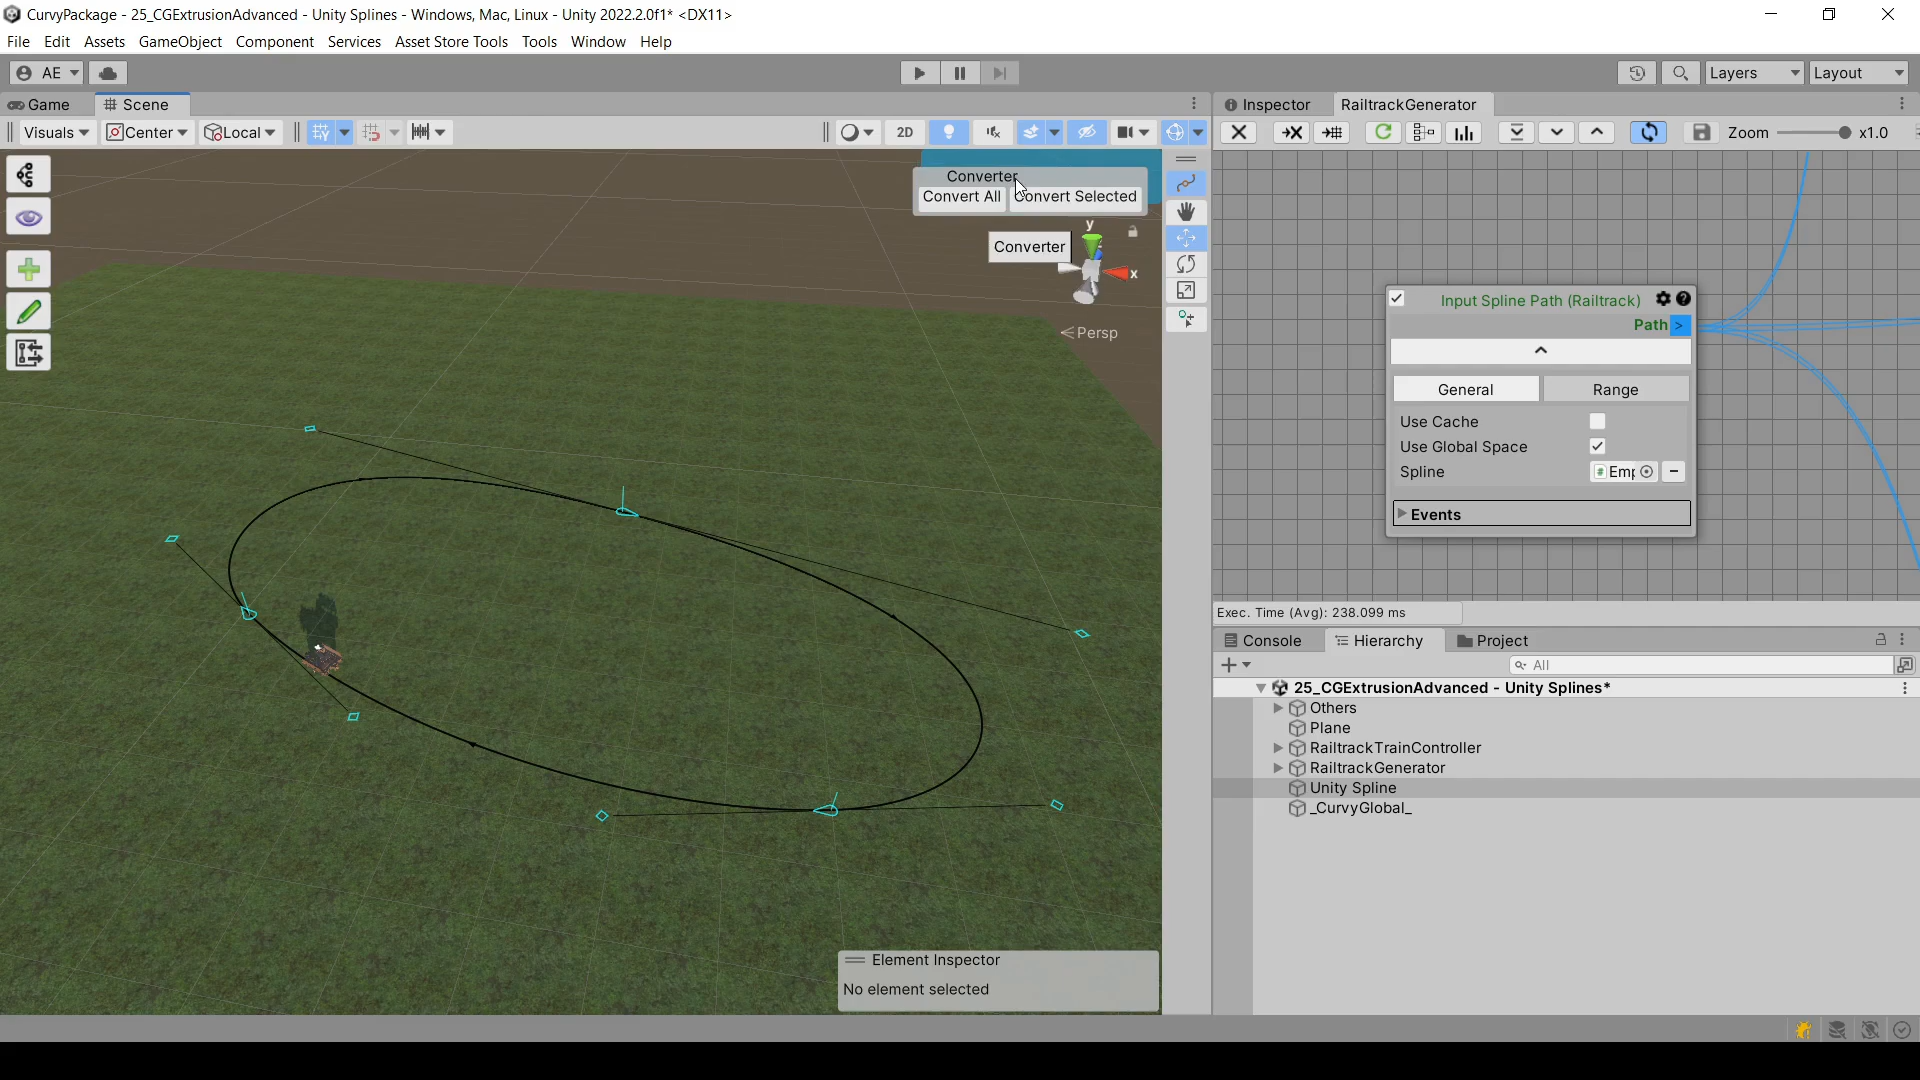 CurvyPackage - 25_CGExtrusionAdvanced - Unity Splines - Windows, Mac, Linux - Unity 2022.2.0f1* <DX11>
File Edit Assets GameObject Component Services Asset Store Tools Tools Window Help
AE
Layers
Layout
Game
Scene
Inspector
RailtrackGenerator
Visuals
Center
Local
2D
Zoom
x1.0
Converter
Convert All
Convert Selected
Converter
y
x
Persp
Input Spline Path (Railtrack)
Path >
General
Range
Use Cache
Use Global Space
Spline
# Emp
Events
Exec. Time (Avg): 238.099 ms
Console
Hierarchy
Project
All
25_CGExtrusionAdvanced - Unity Splines*
Others
Plane
RailtrackTrainController
RailtrackGenerator
Unity Spline
_CurvyGlobal_
Element Inspector
No element selected